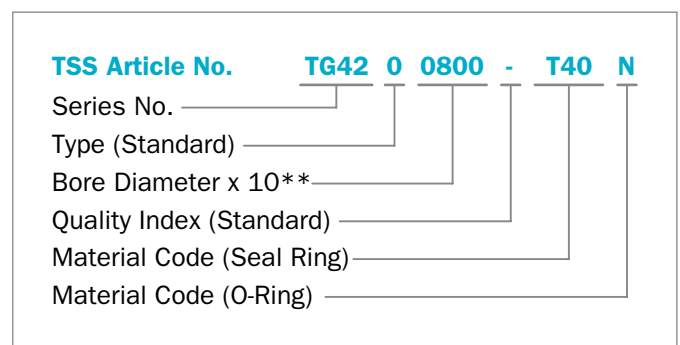 TSS Article No. TG42 0 0800 - T40 N
Series No.
Type (Standard)
Bore Diameter x 10**
Quality Index (Standard)
Material Code (Seal Ring)
Material Code (O-Ring)